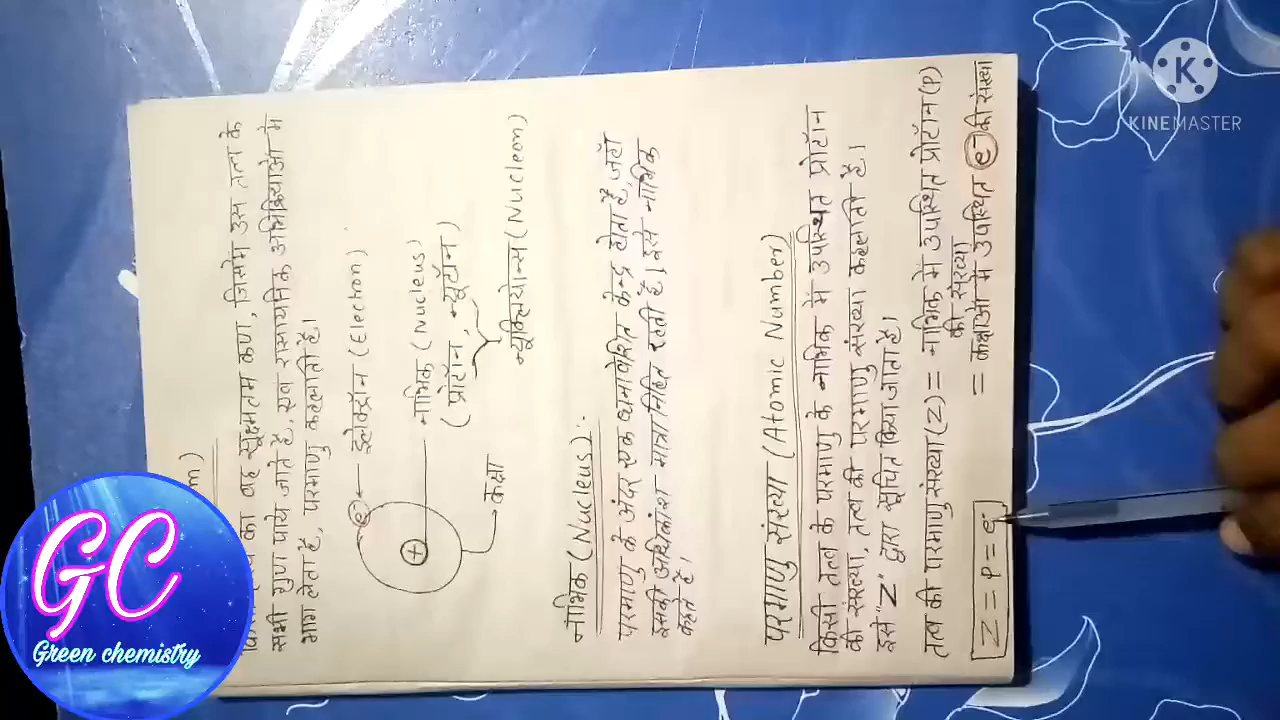 m)
का वह सूक्ष्मतम कण, जिसमें उस तत्व के
सभी गुण पाये जाते है, एवं रासायनिक अभिक्रियाओ मे
भाग लेता है, परमाणु कहलाती है।
e⁻ ← इलेक्ट्रॉन (Electron)
+ नाभिक (Nucleus)
(प्रोटॉन, न्यूट्रॉन)
न्यूक्लियोन्स (Nucleon)
कक्षा
नाभिक (Nucleus):-
परमाणु के अंदर एक धनावेशित केन्द्र होता है, जहाँ
इसकी अधिकांश मात्रा निहित रहती है। इसे नाभिक
कहते है।
परमाणु संख्या (Atomic Number)
किसी तत्व के परमाणु के नाभिक में उपस्थित प्रोटॉन
की संख्या, तत्व की परमाणु संख्या कहलाती है।
इसे "Z" द्वारा सूचित किया जाता है।
तत्व की परमाणु संख्या (Z) = नाभिक मे उपस्थित प्रोटॉन (P)
की संख्या
= कक्षाओ मे उपस्थित e⁻ की संख्या
Z = P = e⁻
GC
Green chemistry
K
KINEMASTER